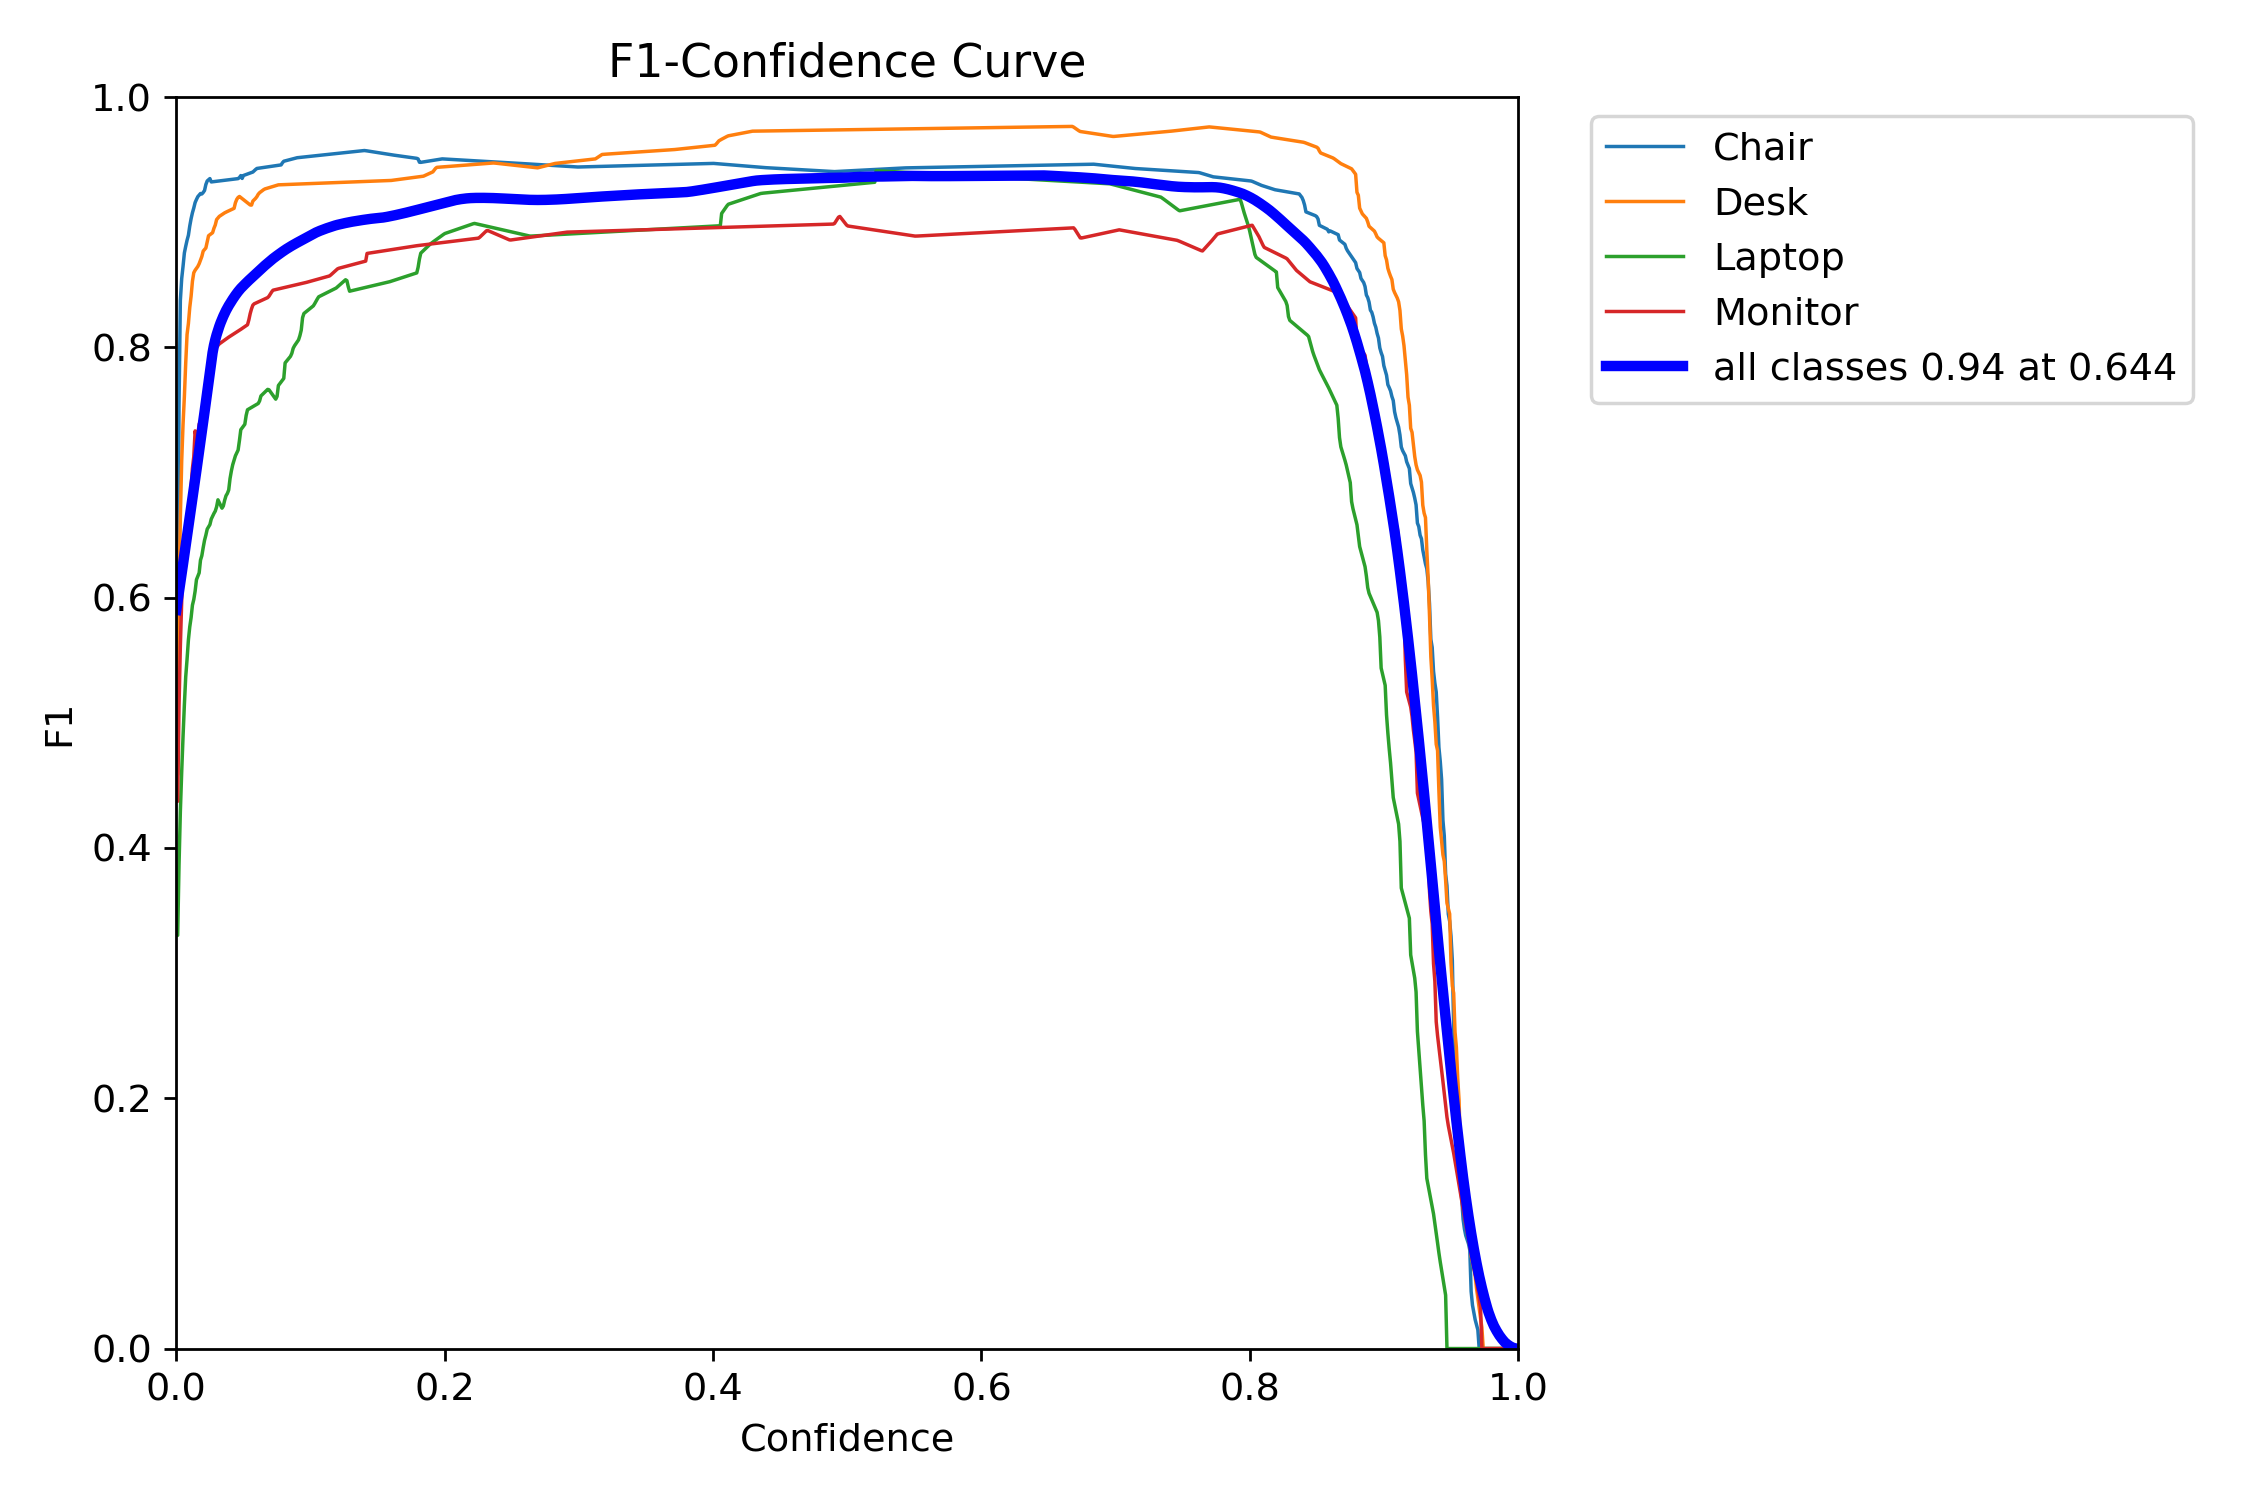 F1-Confidence Curve
1.0
0.8
0.6
0.4
0.2
0.0
F1
0.0 0.2 0.4 0.6 0.8 1.0
Confidence
Chair
Desk
Laptop
Monitor
all classes 0.94 at 0.644